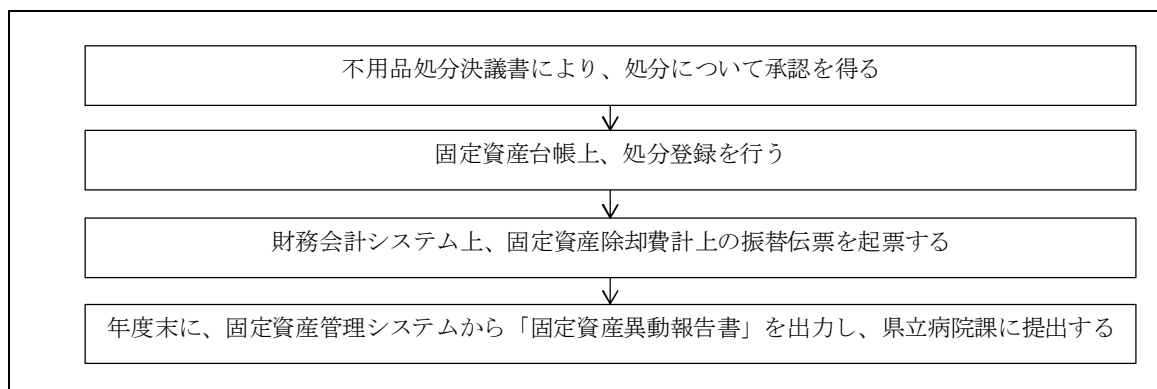 不用品処分決議書により、処分について承認を得る
固定資産台帳上、処分登録を行う
財務会計システム上、固定資産除却費計上の振替伝票を起票する
年度末に、固定資産管理システムから「固定資産異動報告書」を出力し、県立病院課に提出する